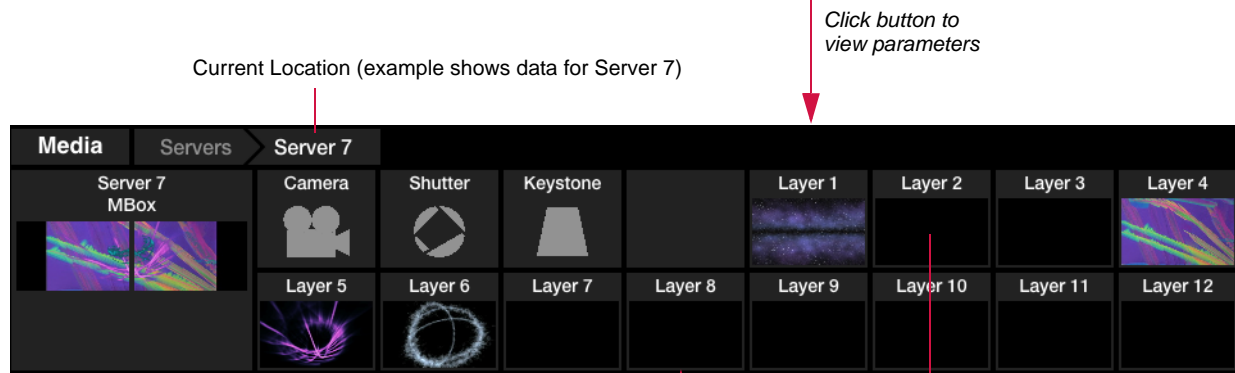 Click button to
view parameters
Current Location (example shows data for Server 7)
Media Servers Server 7
Server 7
MBox
Camera Shutter Keystone Layer 1 Layer 2 Layer 3 Layer 4
Layer 5 Layer 6 Layer 7 Layer 8 Layer 9 Layer 10 Layer 11 Layer 12